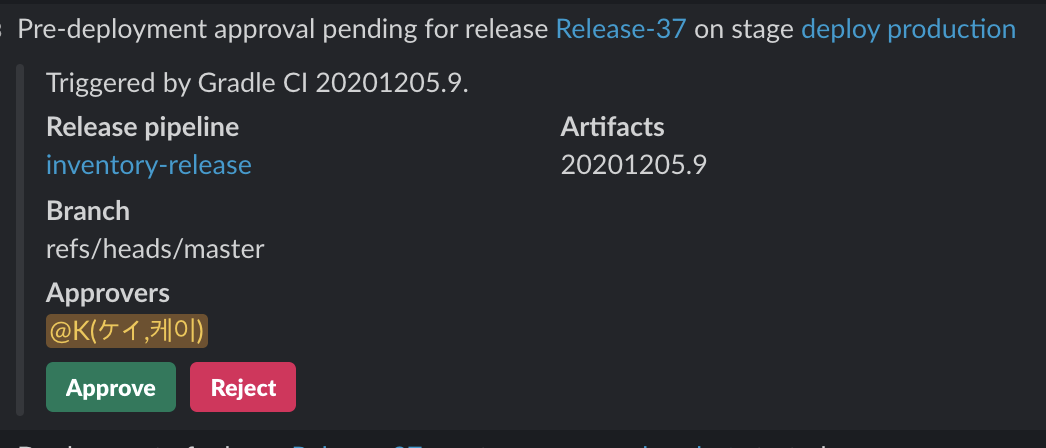 Pre-deployment approval pending for release Release-37 on stage deploy production
Triggered by Gradle CI 20201205.9.
Release pipeline
inventory-release
Artifacts
20201205.9
Branch
refs/heads/master
Approvers
@K(ケイ,케이)
Approve
Reject